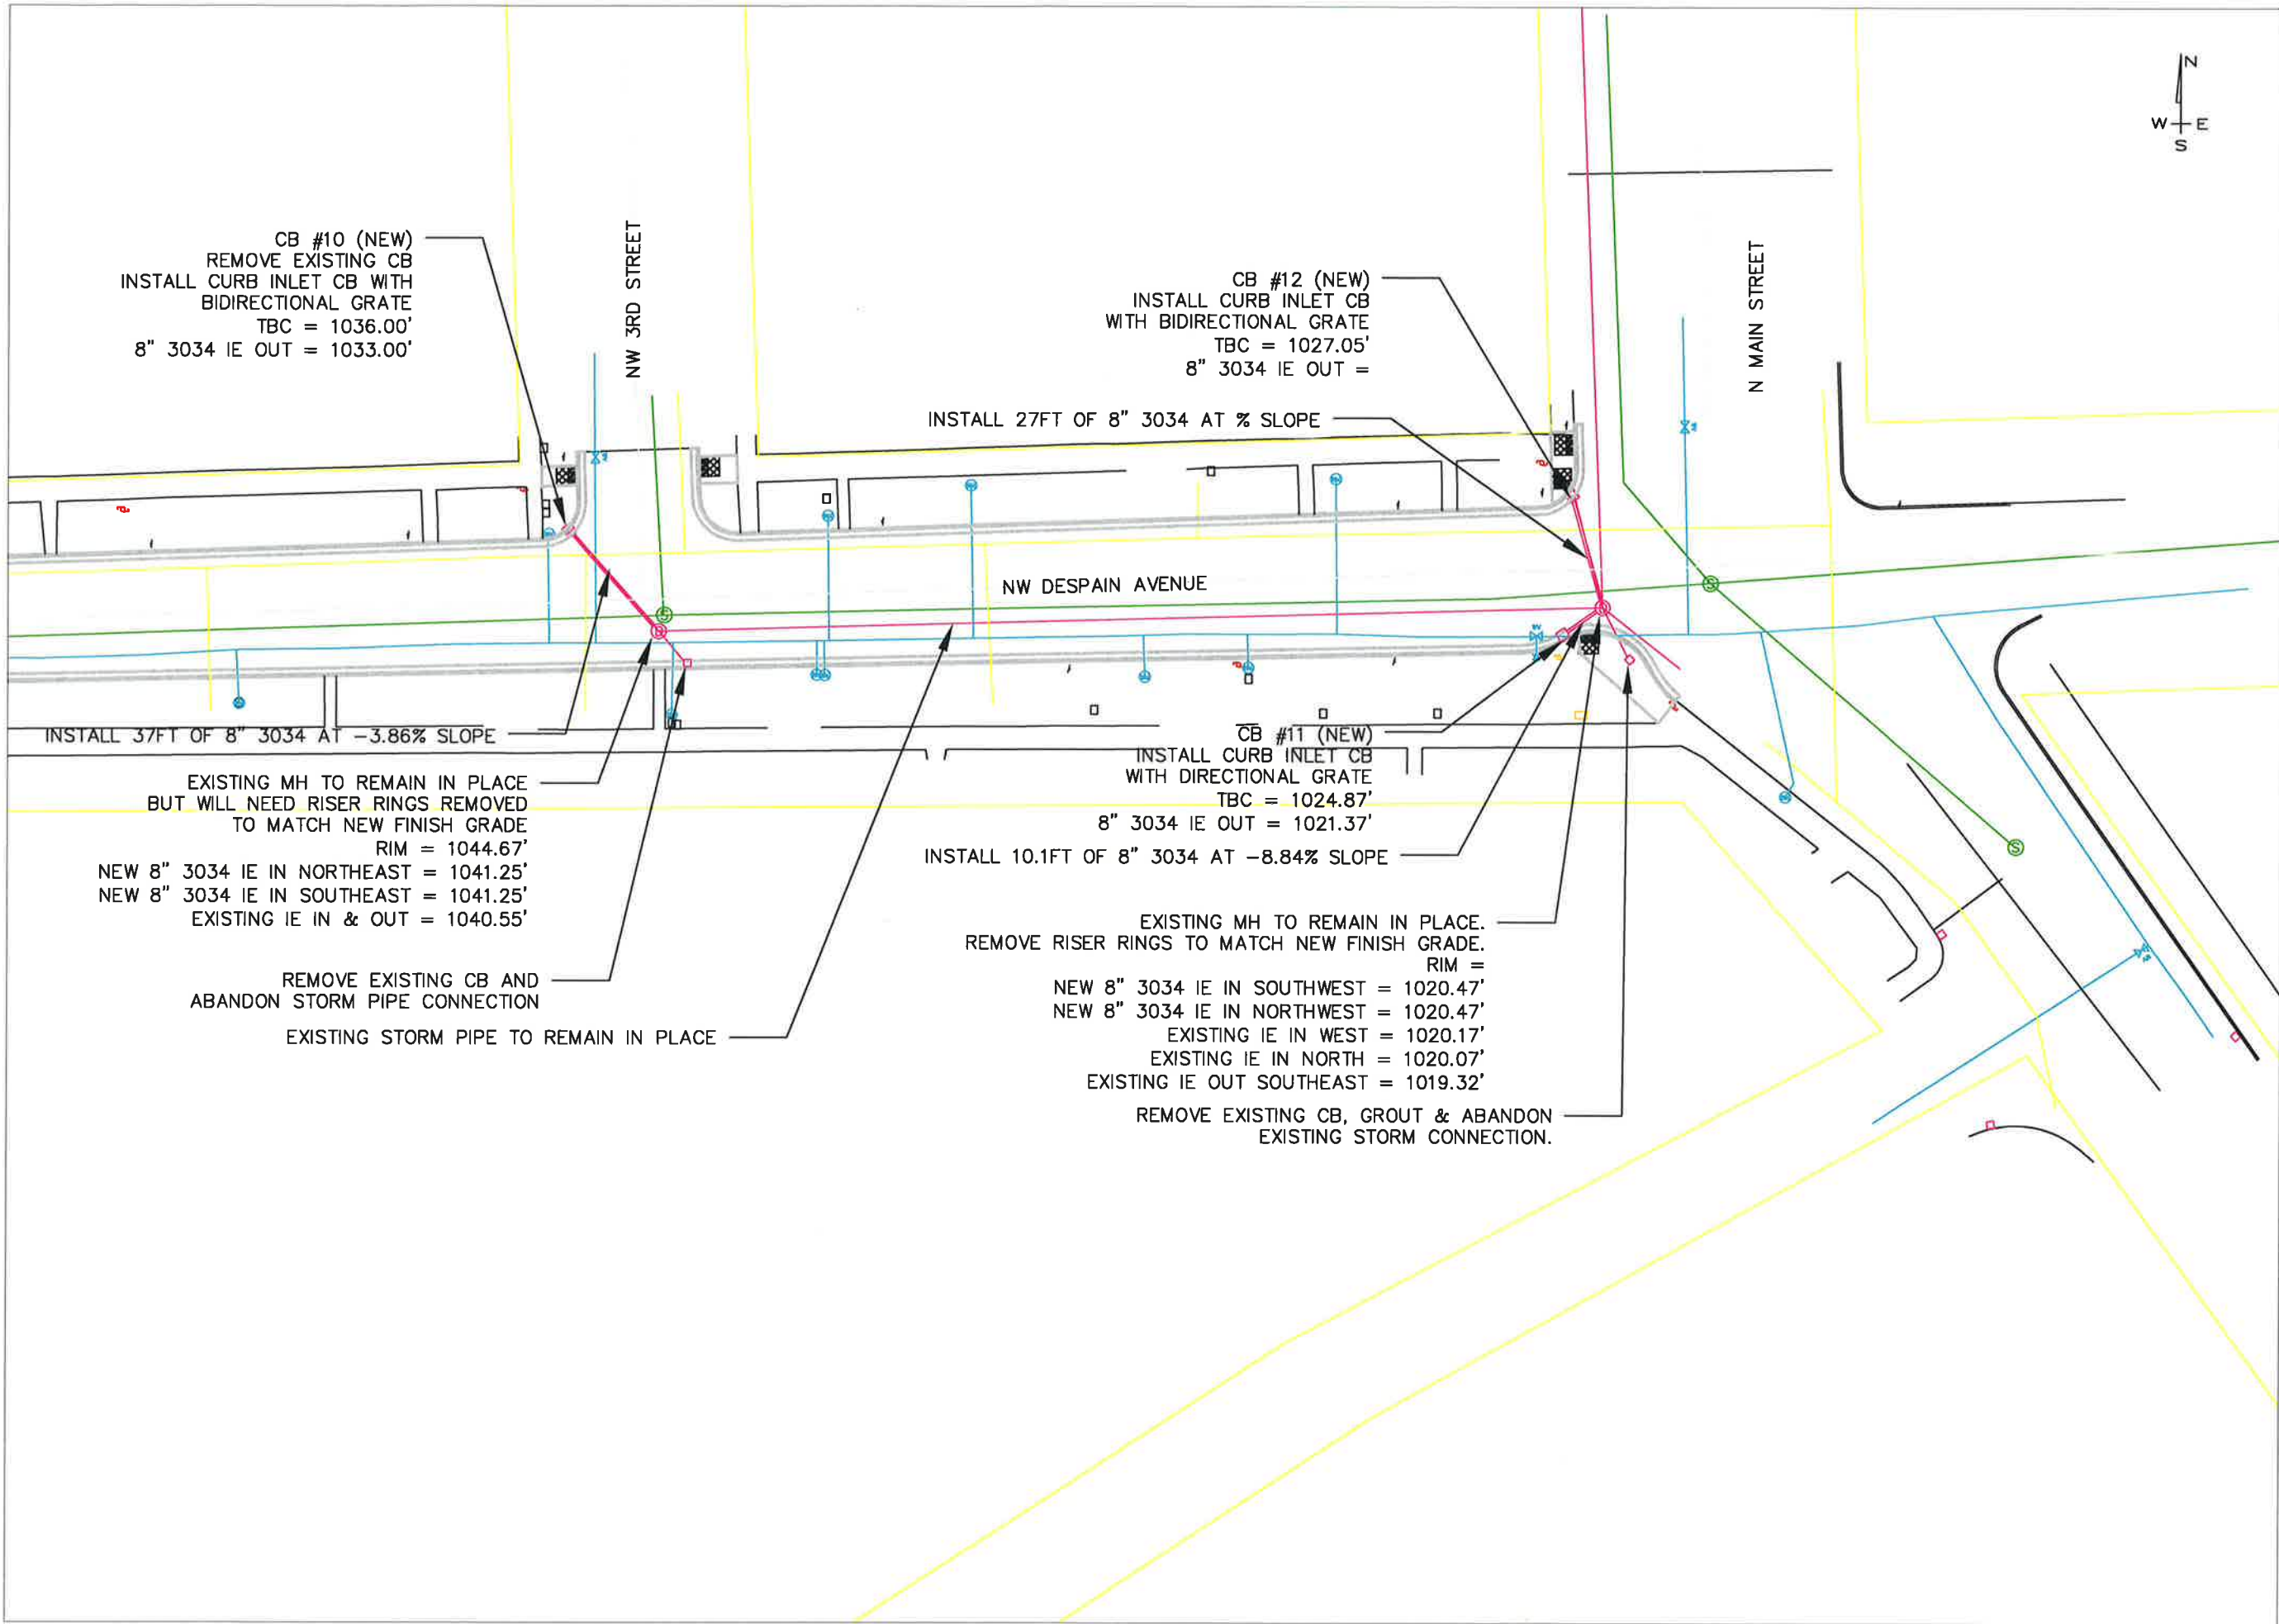 N
W E
S
NW 3RD STREET
N MAIN STREET
CB #10 (NEW)
REMOVE EXISTING CB
INSTALL CURB INLET CB WITH
BIDIRECTIONAL GRATE
TBC = 1036.00'
8" 3034 IE OUT = 1033.00'
CB #12 (NEW)
INSTALL CURB INLET CB
WITH BIDIRECTIONAL GRATE
TBC = 1027.05'
8" 3034 IE OUT =
INSTALL 27FT OF 8" 3034 AT % SLOPE
NW DESPAIN AVENUE
INSTALL 37FT OF 8" 3034 AT -3.86% SLOPE
EXISTING MH TO REMAIN IN PLACE
BUT WILL NEED RISER RINGS REMOVED
TO MATCH NEW FINISH GRADE
RIM = 1044.67'
NEW 8" 3034 IE IN NORTHEAST = 1041.25'
NEW 8" 3034 IE IN SOUTHEAST = 1041.25'
EXISTING IE IN & OUT = 1040.55'
REMOVE EXISTING CB AND
ABANDON STORM PIPE CONNECTION
EXISTING STORM PIPE TO REMAIN IN PLACE
CB #11 (NEW)
INSTALL CURB INLET CB
WITH DIRECTIONAL GRATE
TBC = 1024.87'
8" 3034 IE OUT = 1021.37'
INSTALL 10.1FT OF 8" 3034 AT -8.84% SLOPE
EXISTING MH TO REMAIN IN PLACE.
REMOVE RISER RINGS TO MATCH NEW FINISH GRADE.
RIM =
NEW 8" 3034 IE IN SOUTHWEST = 1020.47'
NEW 8" 3034 IE IN NORTHWEST = 1020.47'
EXISTING IE IN WEST = 1020.17'
EXISTING IE IN NORTH = 1020.07'
EXISTING IE OUT SOUTHEAST = 1019.32'
REMOVE EXISTING CB, GROUT & ABANDON
EXISTING STORM CONNECTION.